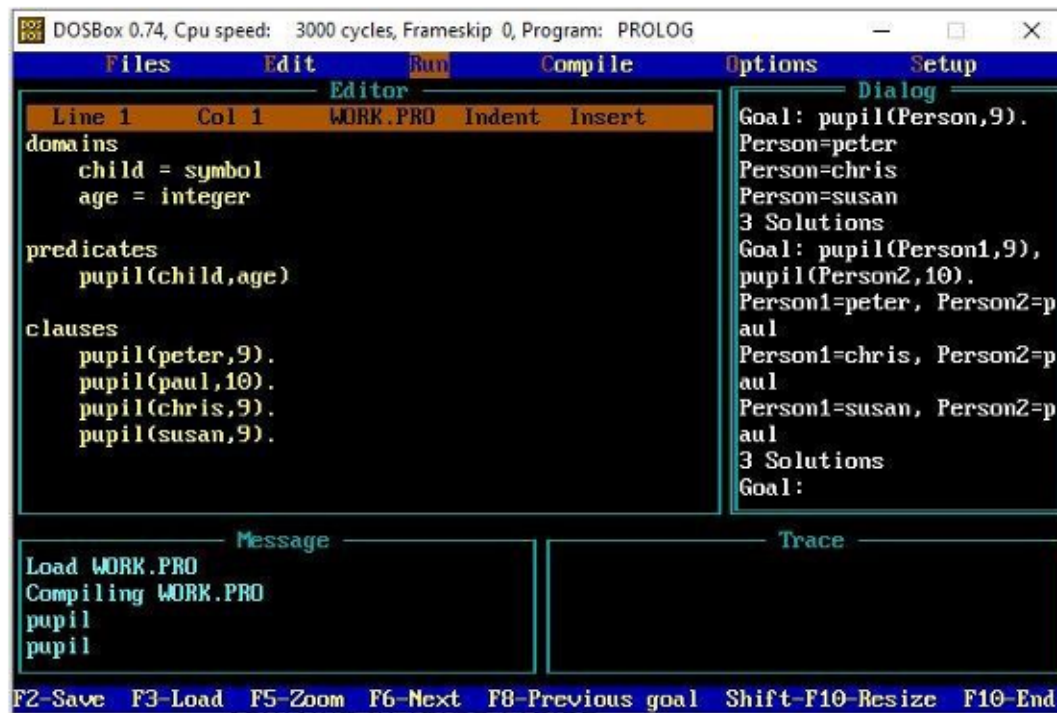 DOSBox 0.74, Cpu speed: 3000 cycles, Frameskip 0, Program: PROLOG
Files Edit Run Compile Options Setup
Editor
Line 1 Col 1 WORK.PRO Indent Insert
domains
child = symbol
age = integer
predicates
pupil(child,age)
clauses
pupil(peter,9).
pupil(paul,10).
pupil(chris,9).
pupil(susan,9).
Dialog
Goal: pupil(Person,9).
Person=peter
Person=chris
Person=susan
3 Solutions
Goal: pupil(Person1,9),
pupil(Person2,10).
Person1=peter, Person2=p
aul
Person1=chris, Person2=p
aul
Person1=susan, Person2=p
aul
3 Solutions
Goal:
Message
Load WORK.PRO
Compiling WORK.PRO
pupil
pupil
Trace
F2-Save F3-Load F5-Zoom F6-Next F8-Previous goal Shift-F10-Resize F10-End